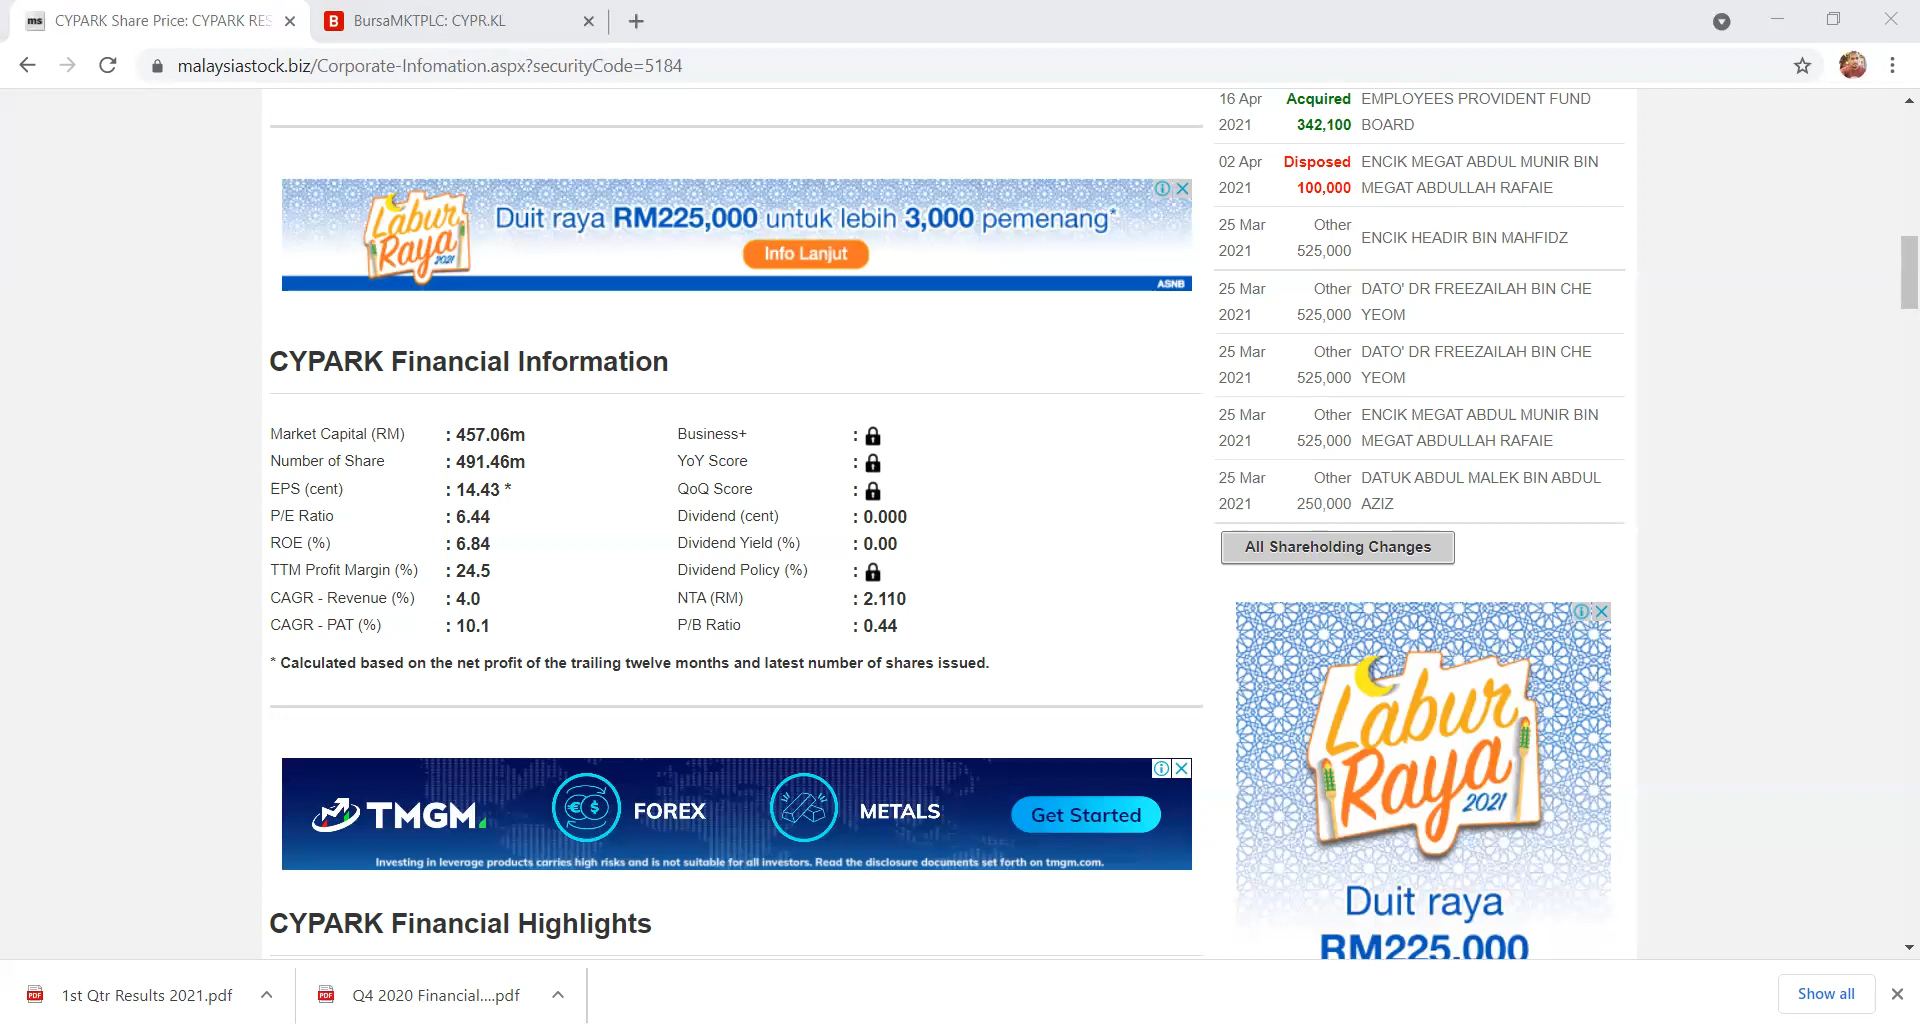 ms CYPARK Share Price: CYPARK RES
B BursaMKTPLC: CYPR.KL
malaysiastock.biz/Corporate-Infomation.aspx?securityCode=5184
Labur
Raya
2021
Duit raya RM225,000 untuk lebih 3,000 pemenang*
Info Lanjut
ASNB
CYPARK Financial Information
Market Capital (RM) : 457.06m
Number of Share : 491.46m
EPS (cent) : 14.43 *
P/E Ratio : 6.44
ROE (%) : 6.84
TTM Profit Margin (%) : 24.5
CAGR - Revenue (%) : 4.0
CAGR - PAT (%) : 10.1
Business+ :
YoY Score :
QoQ Score :
Dividend (cent) : 0.000
Dividend Yield (%) : 0.00
Dividend Policy (%) :
NTA (RM) : 2.110
P/B Ratio : 0.44
* Calculated based on the net profit of the trailing twelve months and latest number of shares issued.
TMGM FOREX METALS Get Started
Investing in leverage products carries high risks and is not suitable for all investors. Read the disclosure documents set forth on tmgm.com.
CYPARK Financial Highlights
16 Apr Acquired EMPLOYEES PROVIDENT FUND
2021 342,100 BOARD
02 Apr Disposed ENCIK MEGAT ABDUL MUNIR BIN
2021 100,000 MEGAT ABDULLAH RAFAIE
25 Mar Other ENCIK HEADIR BIN MAHFIDZ
2021 525,000
25 Mar Other DATO' DR FREEZAILAH BIN CHE
2021 525,000 YEOM
25 Mar Other DATO' DR FREEZAILAH BIN CHE
2021 525,000 YEOM
25 Mar Other ENCIK MEGAT ABDUL MUNIR BIN
2021 525,000 MEGAT ABDULLAH RAFAIE
25 Mar Other DATUK ABDUL MALEK BIN ABDUL
2021 250,000 AZIZ
All Shareholding Changes
Labur
Raya
2021
Duit raya
RM225,000
PDF 1st Qtr Results 2021.pdf
PDF Q4 2020 Financial....pdf
Show all